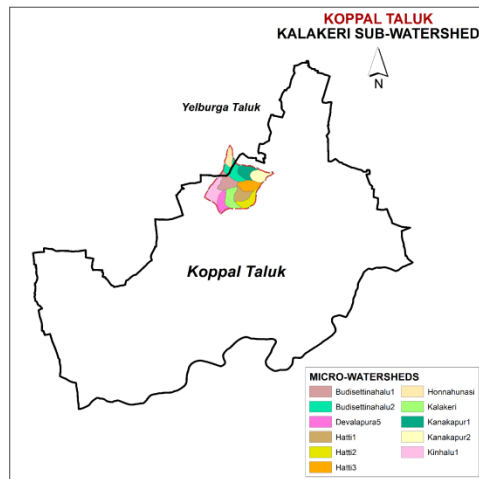 KOPPAL TALUK
KALAKERI SUB-WATERSHED
N
Yelburga Taluk
Koppal Taluk
MICRO-WATERSHEDS
Budisettinahalu1
Budisettinahalu2
Devalapura5
Hatti1
Hatti2
Hatti3
Honnahunasi
Kalakeri
Kanakapur1
Kanakapur2
Kinhalu1